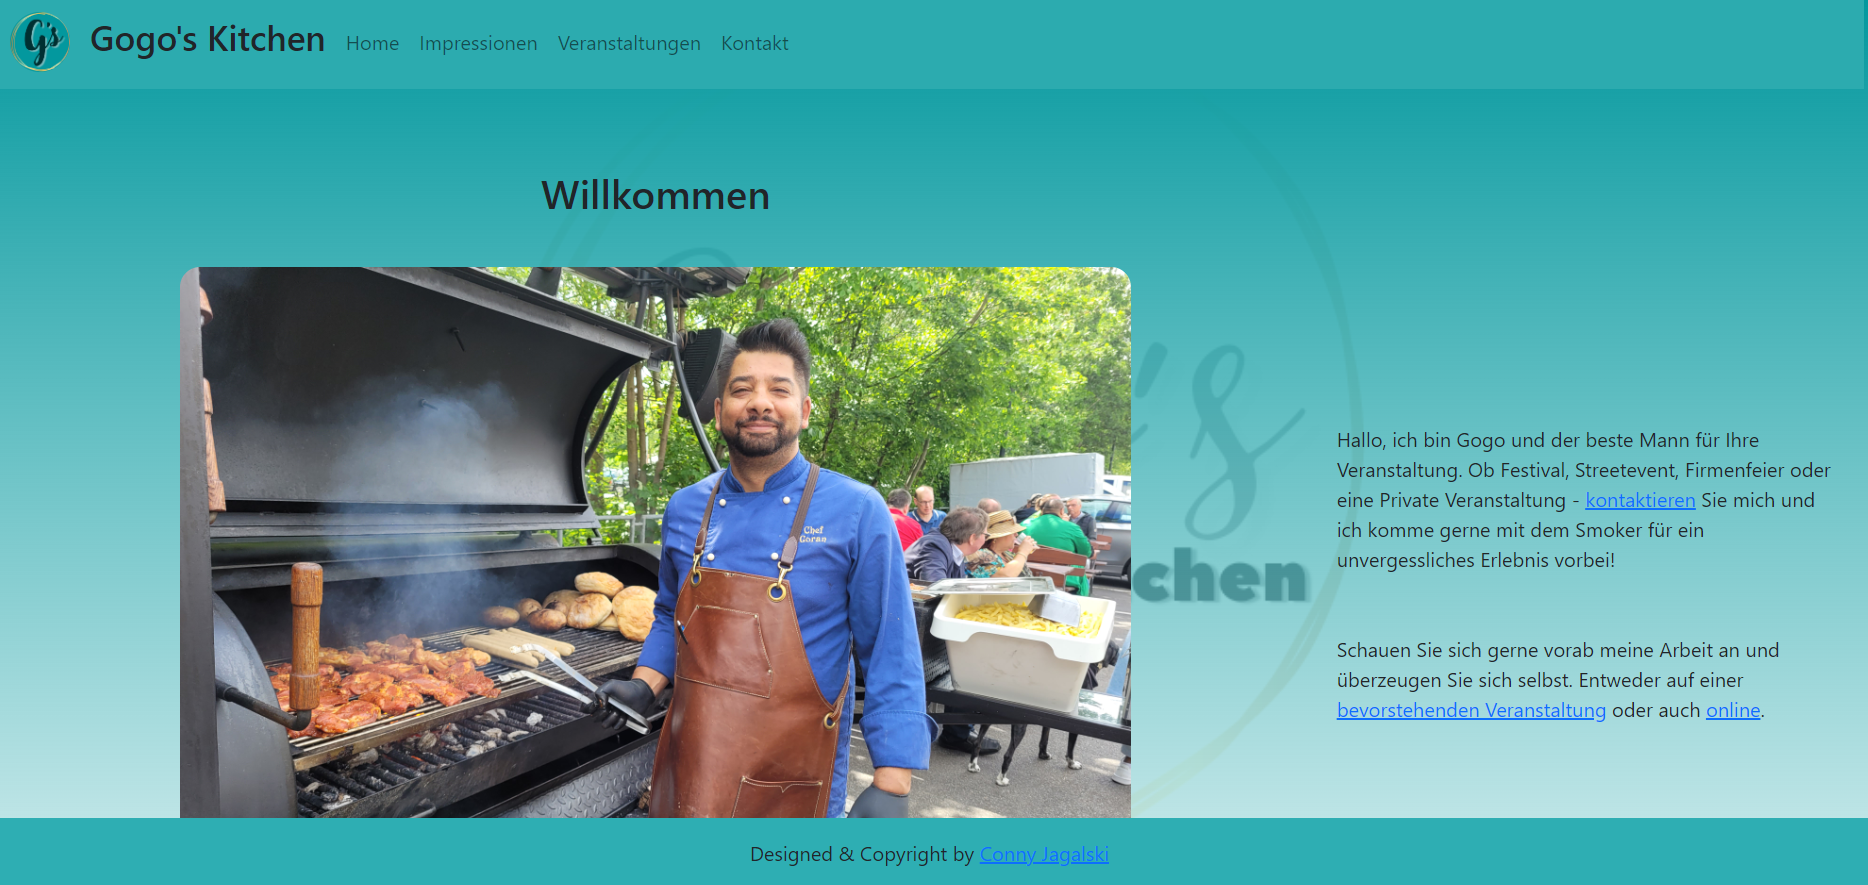 G's
Gogo's Kitchen
Home
Impressionen
Veranstaltungen
Kontakt
Willkommen
Chef
Goran
's
chen
Hallo, ich bin Gogo und der beste Mann für Ihre
Veranstaltung. Ob Festival, Streetevent, Firmenfeier oder
eine Private Veranstaltung - kontaktieren Sie mich und
ich komme gerne mit dem Smoker für ein
unvergessliches Erlebnis vorbei!
Schauen Sie sich gerne vorab meine Arbeit an und
überzeugen Sie sich selbst. Entweder auf einer
bevorstehenden Veranstaltung oder auch online.
Designed & Copyright by Conny Jagalski